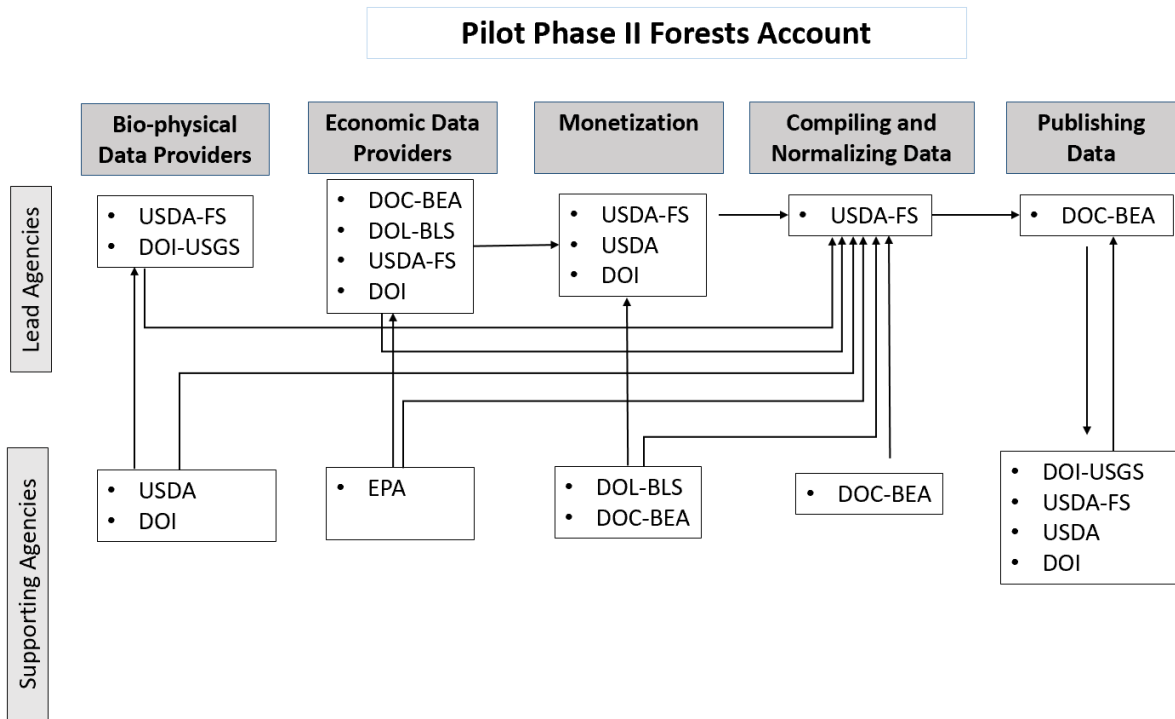 Pilot Phase II Forests Account
Bio-physical
Data Providers
Economic Data
Providers
Monetization
Compiling and
Normalizing Data
Publishing
Data
Lead Agencies
• USDA-FS
• DOI-USGS
• DOC-BEA
• DOL-BLS
• USDA-FS
• DOI
• USDA-FS
• USDA
• DOI
• USDA-FS
• DOC-BEA
Supporting Agencies
• USDA
• DOI
• EPA
• DOL-BLS
• DOC-BEA
• DOC-BEA
• DOI-USGS
• USDA-FS
• USDA
• DOI